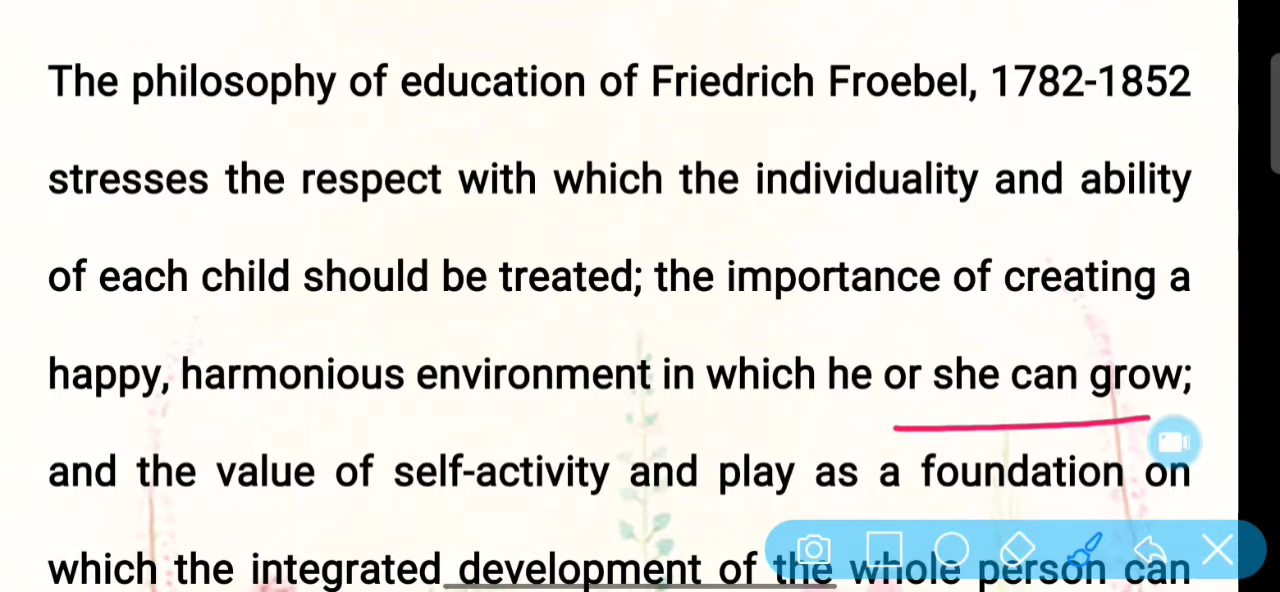 The philosophy of education of Friedrich Froebel, 1782-1852
stresses the respect with which the individuality and ability
of each child should be treated; the importance of creating a
happy, harmonious environment in which he or she can grow;
and the value of self-activity and play as a foundation on
which the integrated development of the whole person can